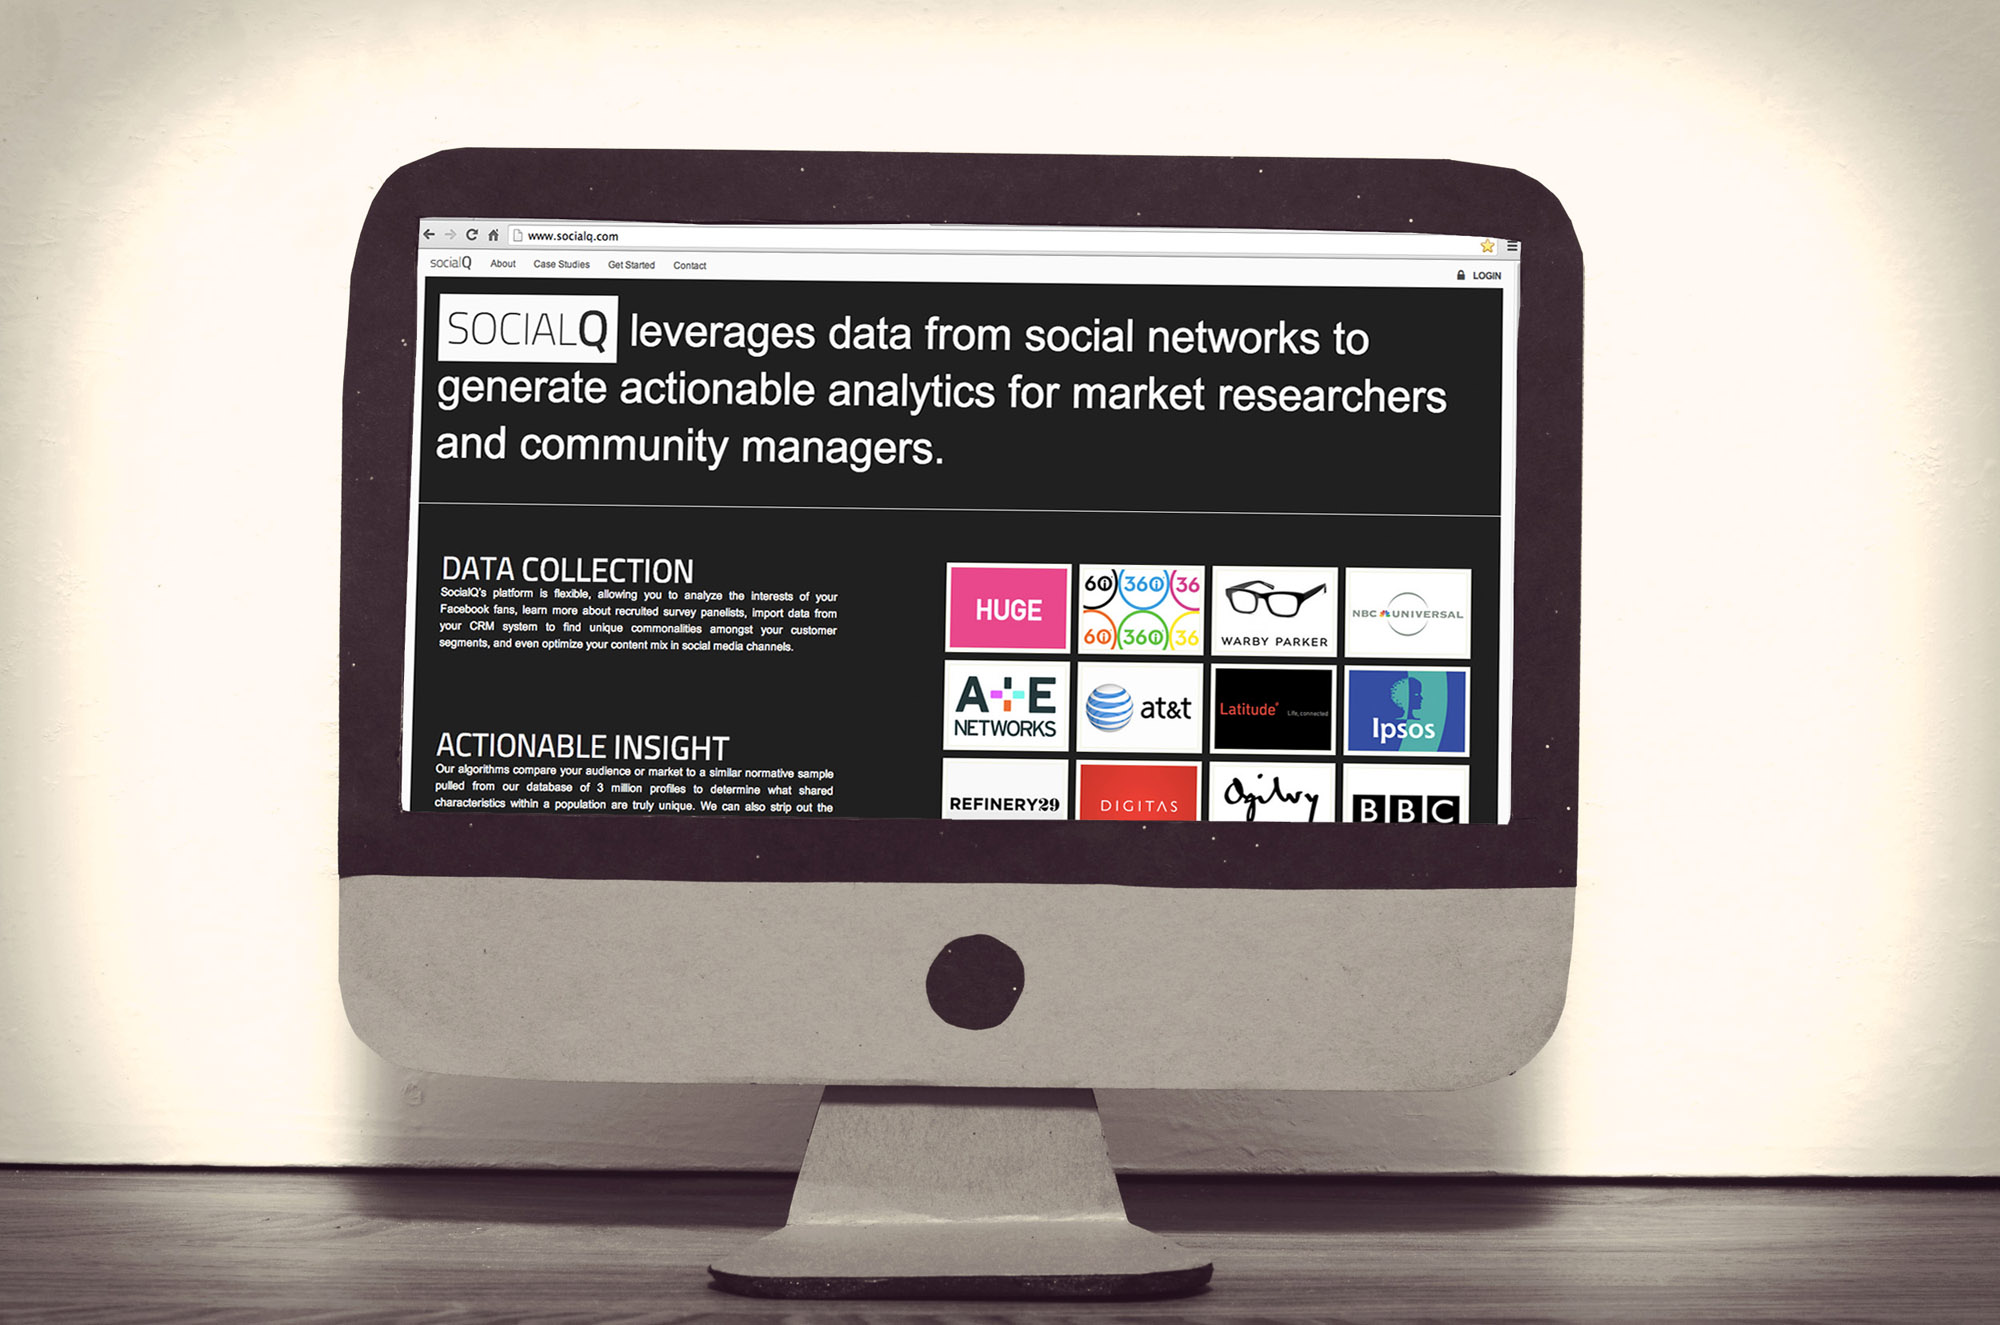 www.socialq.com
socialQ About Case Studies Get Started Contact
LOGIN
SOCIALQ leverages data from social networks to
generate actionable analytics for market researchers
and community managers.
DATA COLLECTION
SocialQ's platform is flexible, allowing you to analyze the interests of your
Facebook fans, learn more about recruited survey panelists, import data from
your CRM system to find unique commonalities amongst your customer
segments, and even optimize your content mix in social media channels.
ACTIONABLE INSIGHT
Our algorithms compare your audience or market to a similar normative sample
pulled from our database of 3 million profiles to determine what shared
characteristics within a population are truly unique. We can also strip out the
HUGE
60 360 36
60 360 36
WARBY PARKER
NBC UNIVERSAL
A+E
NETWORKS
at&t
Latitude° Life, connected
Ipsos
REFINERY29
DIGITAS
Ogilvy
BBC